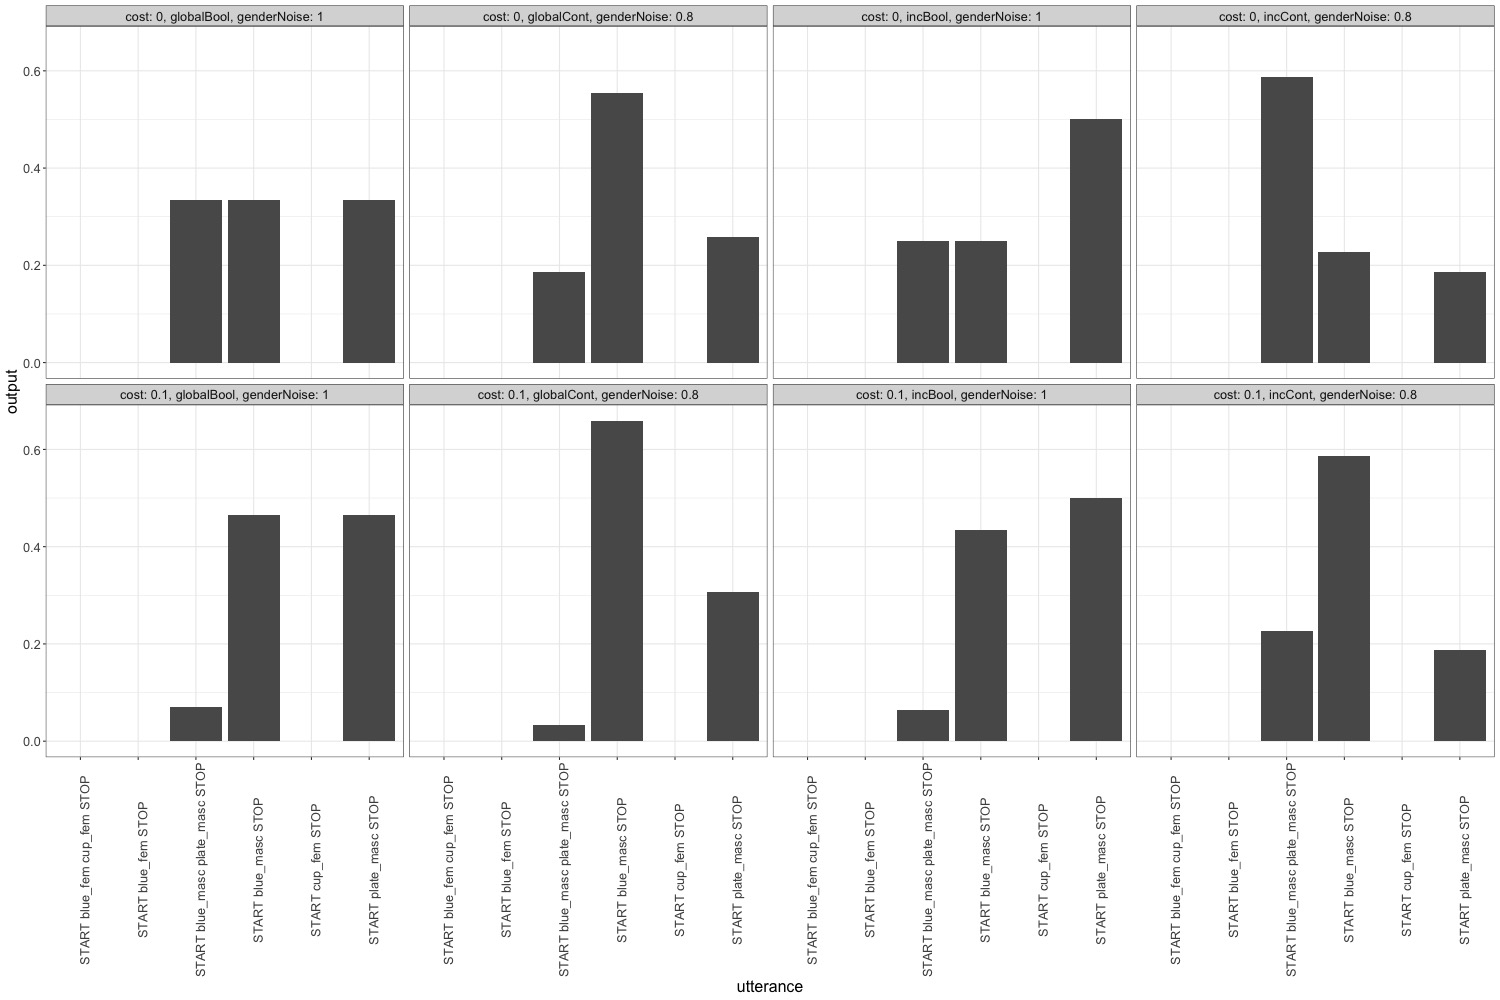 cost: 0, globalBool, genderNoise: 1
cost: 0, globalCont, genderNoise: 0.8
cost: 0, incBool, genderNoise: 1
cost: 0, incCont, genderNoise: 0.8
0.6
0.4
0.2
0.0
output
cost: 0.1, globalBool, genderNoise: 1
cost: 0.1, globalCont, genderNoise: 0.8
cost: 0.1, incBool, genderNoise: 1
cost: 0.1, incCont, genderNoise: 0.8
0.6
0.4
0.2
0.0
START blue_fem cup_fem STOP
START blue_fem STOP
START blue_masc plate_masc STOP
START blue_masc STOP
START cup_fem STOP
START plate_masc STOP
START blue_fem cup_fem STOP
START blue_fem STOP
START blue_masc plate_masc STOP
START blue_masc STOP
START cup_fem STOP
START plate_masc STOP
START blue_fem cup_fem STOP
START blue_fem STOP
START blue_masc plate_masc STOP
START blue_masc STOP
START cup_fem STOP
START plate_masc STOP
START blue_fem cup_fem STOP
START blue_fem STOP
START blue_masc plate_masc STOP
START blue_masc STOP
START cup_fem STOP
START plate_masc STOP
utterance